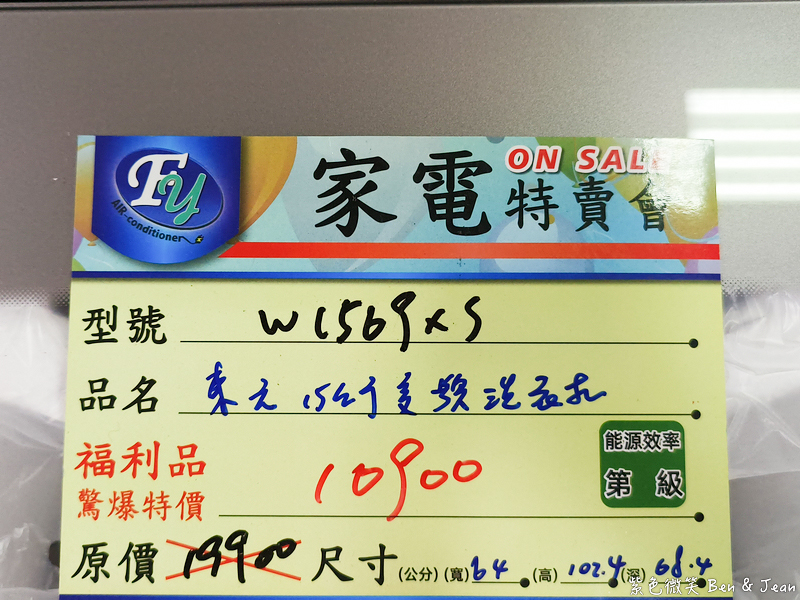 FY
AIR-conditioner
家電 ON SALE
特賣會
型號 W1569XS
品名 東元 15公斤變頻洗衣机
福利品
驚爆特價 10900
能源效率
第 級
原價 19900 尺寸(公分)(寬)64(高)102.4(深)68.4
紫色微笑 Ben & Jean